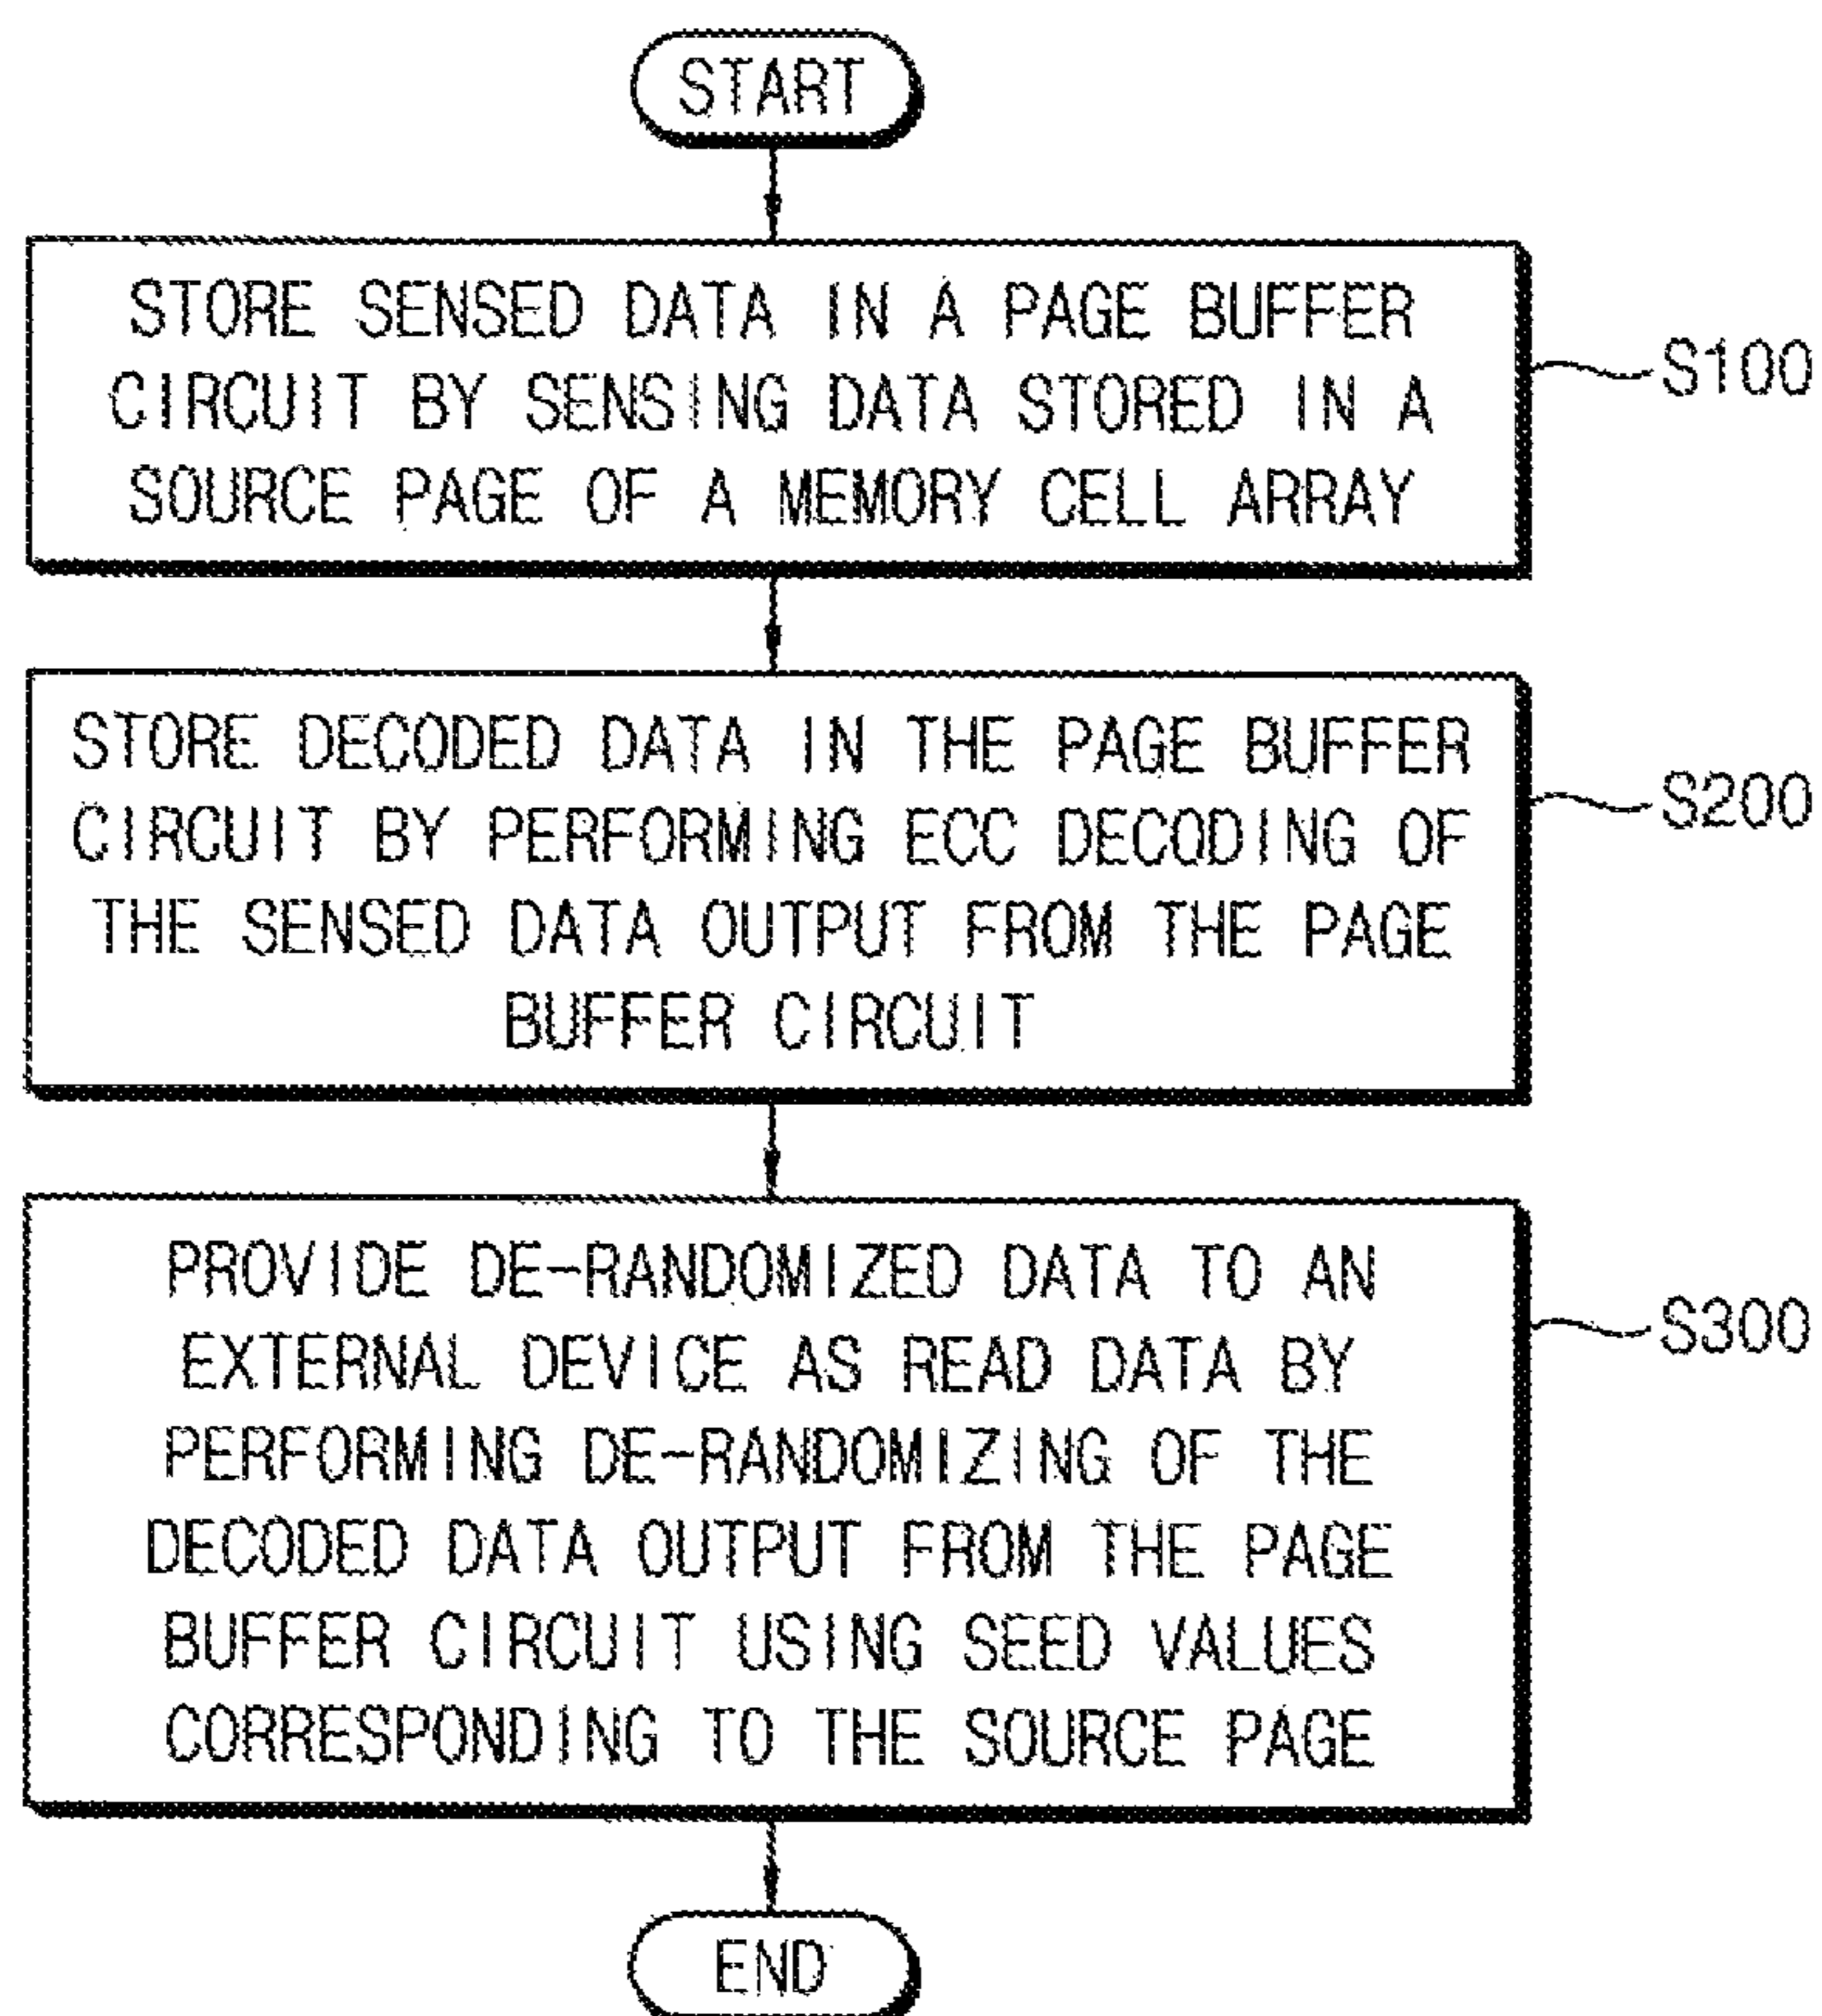 START
STORE SENSED DATA IN A PAGE BUFFER
CIRCUIT BY SENSING DATA STORED IN A
SOURCE PAGE OF A MEMORY CELL ARRAY
S100
STORE DECODED DATA IN THE PAGE BUFFER
CIRCUIT BY PERFORMING ECC DECODING OF
THE SENSED DATA OUTPUT FROM THE PAGE
BUFFER CIRCUIT
S200
PROVIDE DE-RANDOMIZED DATA TO AN
EXTERNAL DEVICE AS READ DATA BY
PERFORMING DE-RANDOMIZING OF THE
DECODED DATA OUTPUT FROM THE PAGE
BUFFER CIRCUIT USING SEED VALUES
CORRESPONDING TO THE SOURCE PAGE
S300
END